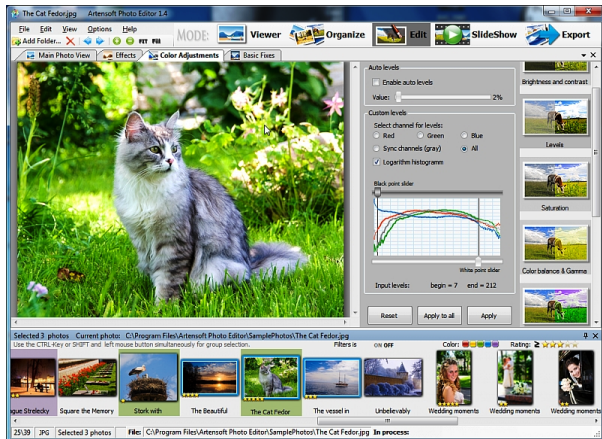 The Cat Fedor.jpg    Artensoft Photo Editor 1.4
File Edit View Options Help
Add Folder... FIT Fill MODE: Viewer Organize Edit SlideShow Export
Main Photo View Effects Color Adjustments Basic Fixes
Auto levels
Enable auto levels
Value: 2%
Custom levels
Select channel for levels:
Red Green Blue
Sync channels (gray) All
Logarithm histogramm
Black point slider
White point slider
Input levels: begin = 7 end = 212
Reset Apply to all Apply
Brightness and contrast
Levels
Saturation
Color balance & Gamma
Selected 3 photos Current photo: C:\Program Files\Artensoft Photo Editor\SamplePhotos\The Cat Fedor.jpg
Use the CTRL-Key or SHIFT and left mouse button simultaneously for group selection. Filters is ON OFF Color: Rating: ≥
gue Strelecky Square the Memory Stork with The Beautiful The Cat Fedor The vessel in Unbelievably Wedding moments Wedding moments Wedding moments
25\39 JPG Selected 3 photos File: C:\Program Files\Artensoft Photo Editor\SamplePhotos\The Cat Fedor.jpg In process: